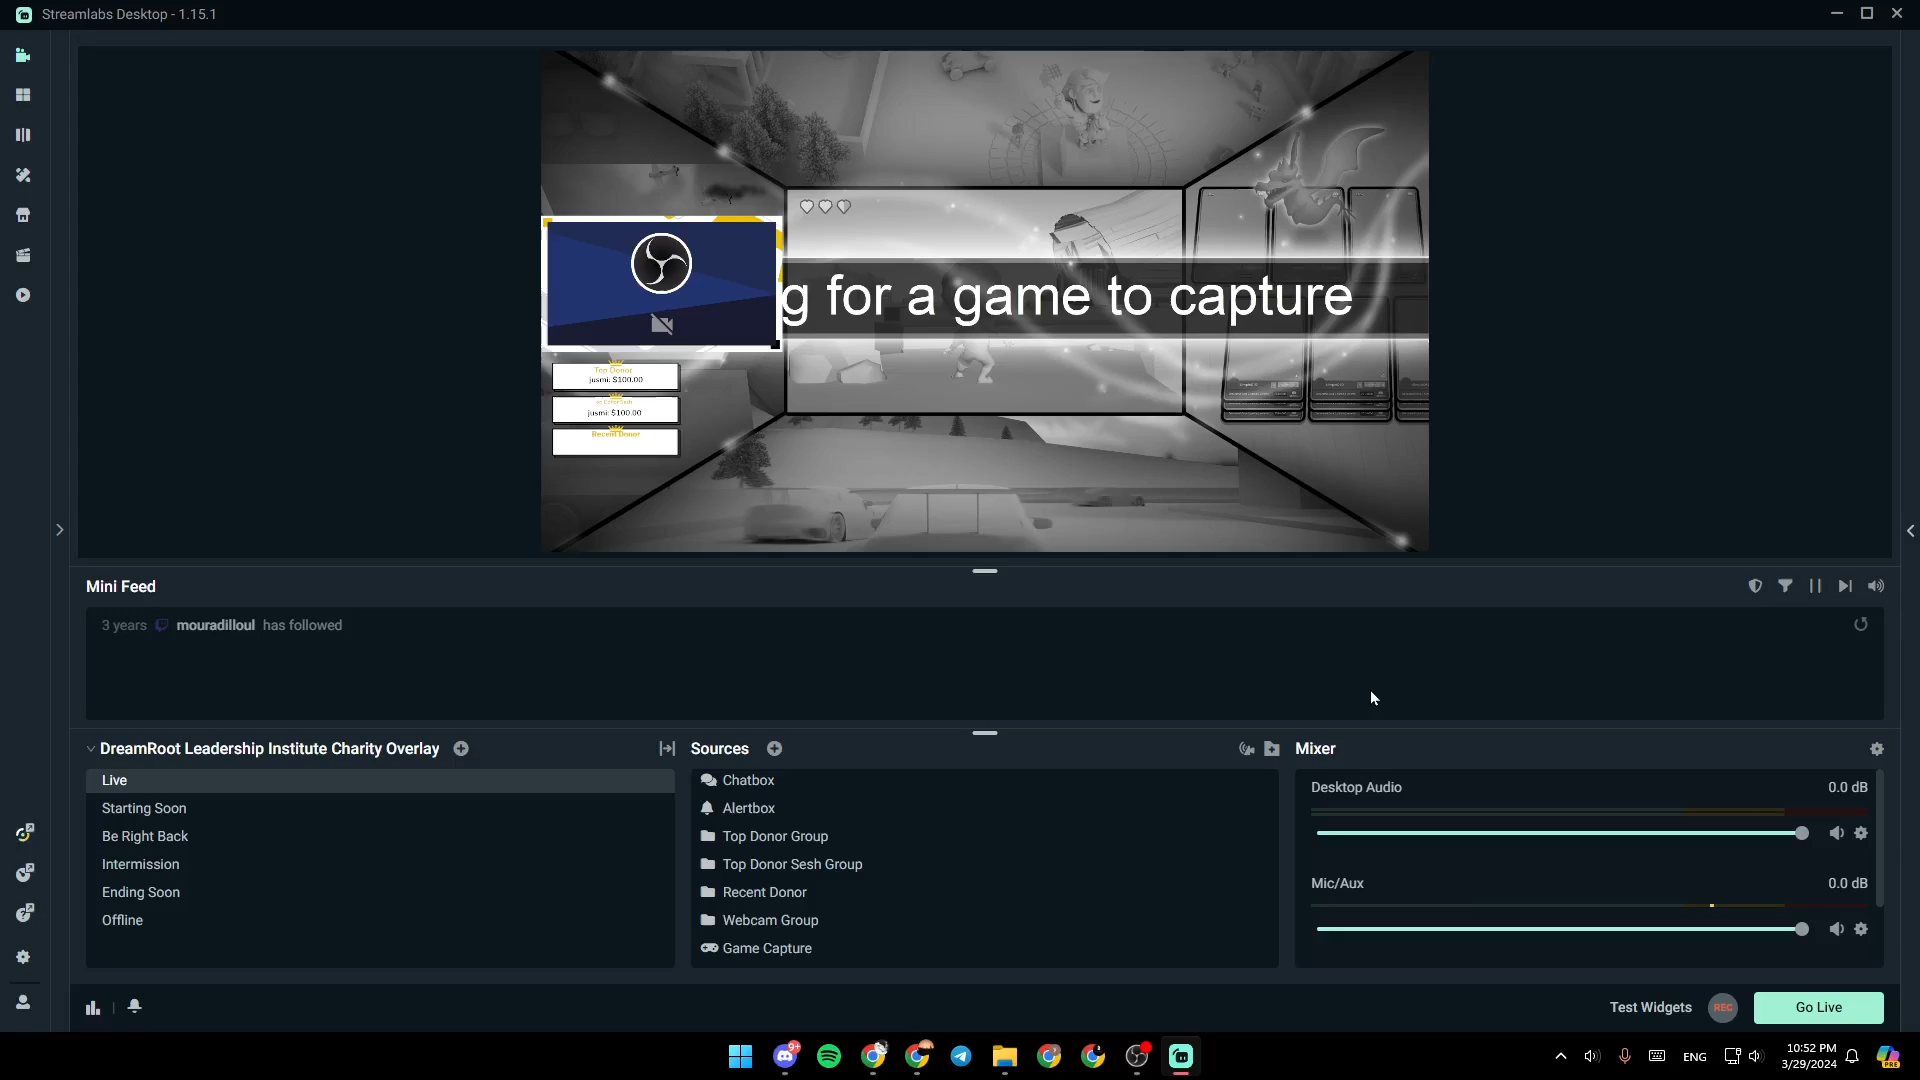 Streamlabs Desktop - 1.15.1
g for a game to capture
Top Donor
jusmi: $100.00
jusmi: $100.00
Recent Donor
Mini Feed
3 years mouradilloul has followed
DreamRoot Leadership Institute Charity Overlay
Live
Starting Soon
Be Right Back
Intermission
Ending Soon
Offline
Sources
Chatbox
Alertbox
Top Donor Group
Top Donor Sesh Group
Recent Donor
Webcam Group
Game Capture
Mixer
Desktop Audio 0.0 dB
Mic/Aux 0.0 dB
Test Widgets REC Go Live
9+
ENG
10:52 PM
3/29/2024
PRE